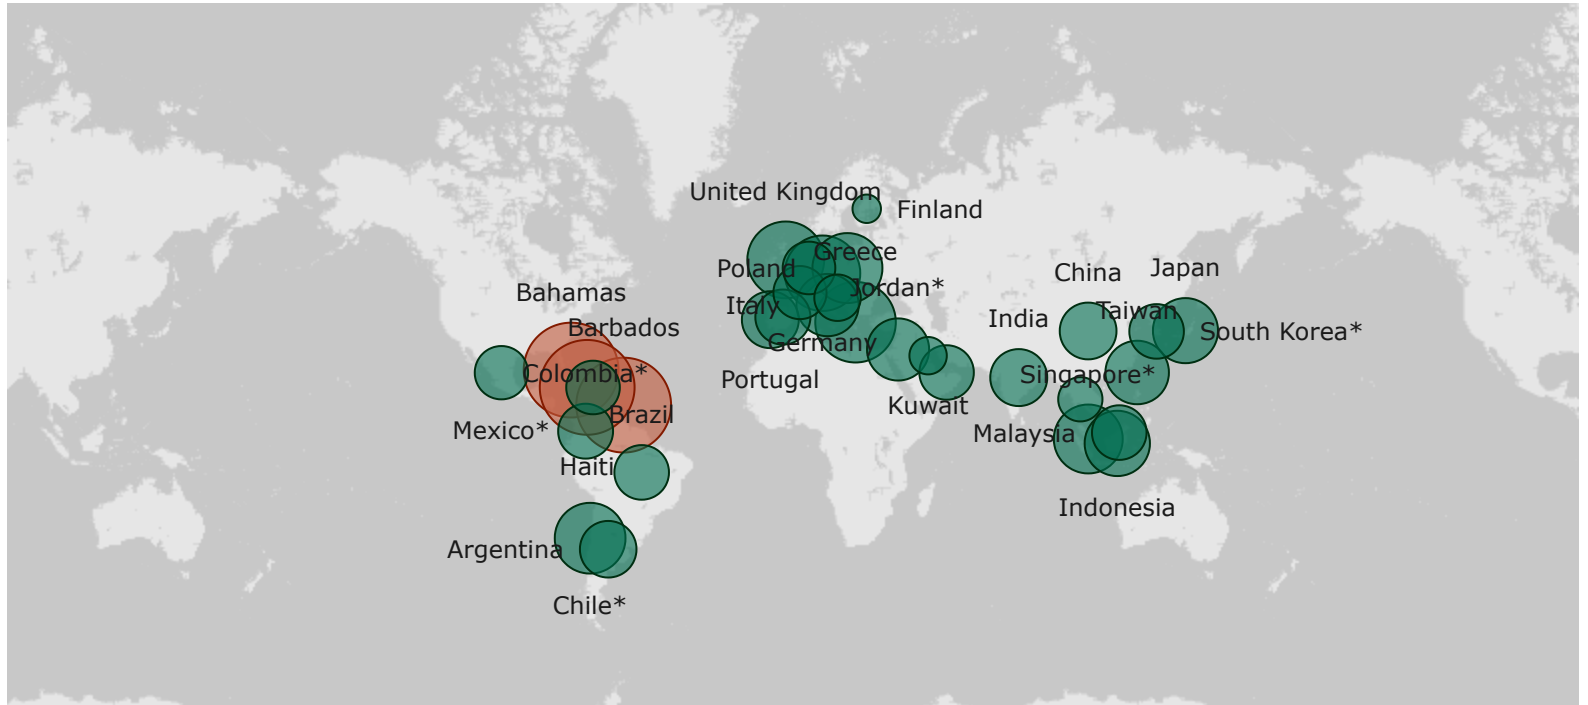 United Kingdom
Finland
Greece
Poland
Jordan*
Italy
Germany
Portugal
Kuwait
Bahamas
Barbados
Colombia*
Brazil
Mexico*
Haiti
Argentina
Chile*
China
Japan
India
Taiwan
South Korea*
Singapore*
Malaysia
Indonesia